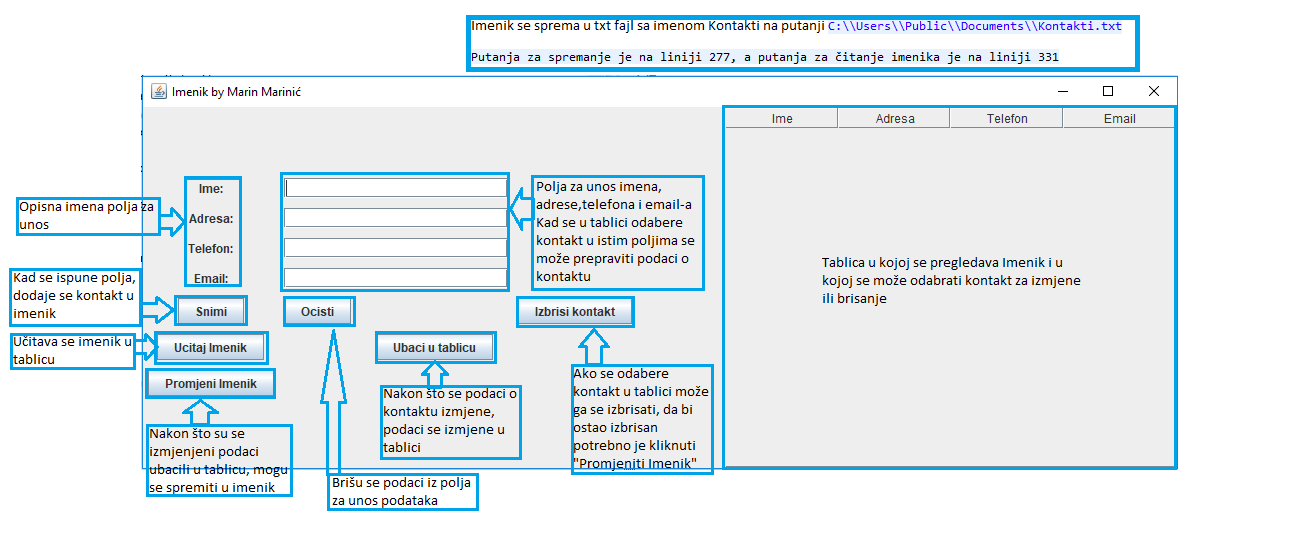 Imenik se sprema u txt fajl sa imenom Kontakti na putanji C:\\Users\\Public\\Documents\\Kontakti.txt
Putanja za spremanje je na liniji 277, a putanja za čitanje imenika je na liniji 331
Imenik by Marin Marinić
Ime Adresa Telefon Email
Opisna imena polja za
unos
Ime:
Adresa:
Telefon:
Email:
Polja za unos imena,
adrese,telefona i email-a
Kad se u tablici odabere
kontakt u istim poljima se
može prepraviti podaci o
kontaktu
Tablica u kojoj se pregledava Imenik i u
kojoj se može odabrati kontakt za izmjene
ili brisanje
Kad se ispune polja,
dodaje se kontakt u
imenik
Snimi
Ocisti
Izbrisi kontakt
Učitava se imenik u
tablicu
Ucitaj Imenik
Ubaci u tablicu
Promjeni Imenik
Nakon što su se
izmjenjeni podaci
ubacili u tablicu, mogu
se spremiti u imenik
Brišu se podaci iz polja
za unos podataka
Nakon što se podaci o
kontaktu izmjene,
podaci se izmjene u
tablici
Ako se odabere
kontakt u tablici može
ga se izbrisati, da bi
ostao izbrisan
potrebno je kliknuti
"Promjeniti Imenik"